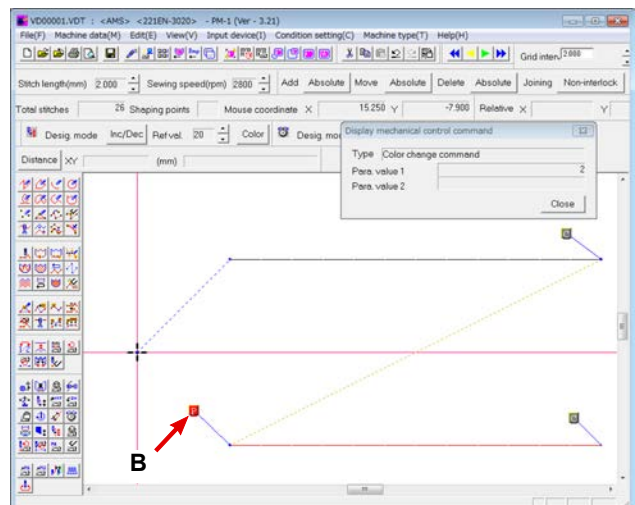 VD00001.VDT : <AMS> <221EN-3020> - PM-1 (Ver - 3.21)
File(F) Machine data(M) Edit(E) View(V) Input device(I) Condition setting(C) Machine type(T) Help(H)
Grid interv 2.000
Stitch length(mm) 2.000 Sewing speed(rpm) 2800 Add Absolute Move Absolute Delete Absolute Joining Non-interlock
Total stitches 26 Shaping points Mouse coordinate X 15.250 Y -7.900 Relative X Y
Desig. mode Inc/Dec Ref val. 20 Color Desig. mo
Display mechanical control command
Type Color change command
Para. value 1 2
Para. value 2
Close
Distance XY (mm)
P
B